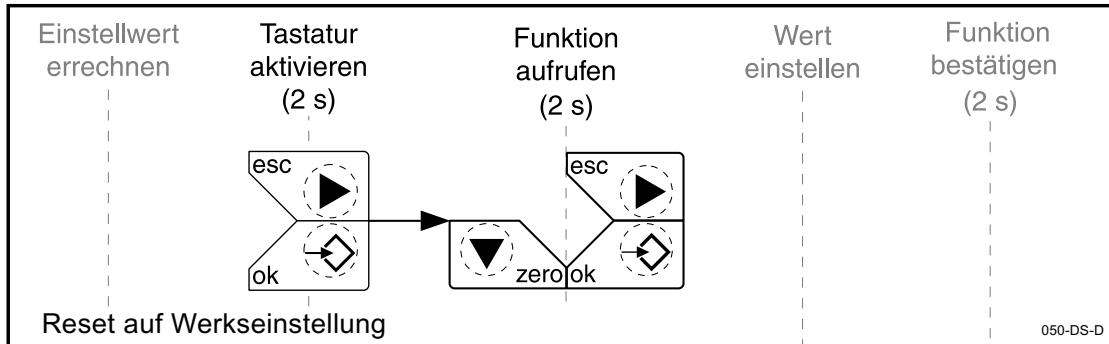 Einstellwert
errechnen
Tastatur
aktivieren
(2 s)
Funktion
aufrufen
(2 s)
Wert
einstellen
Funktion
bestätigen
(2 s)
esc
ok
zero
esc
ok
Reset auf Werkseinstellung
050-DS-D